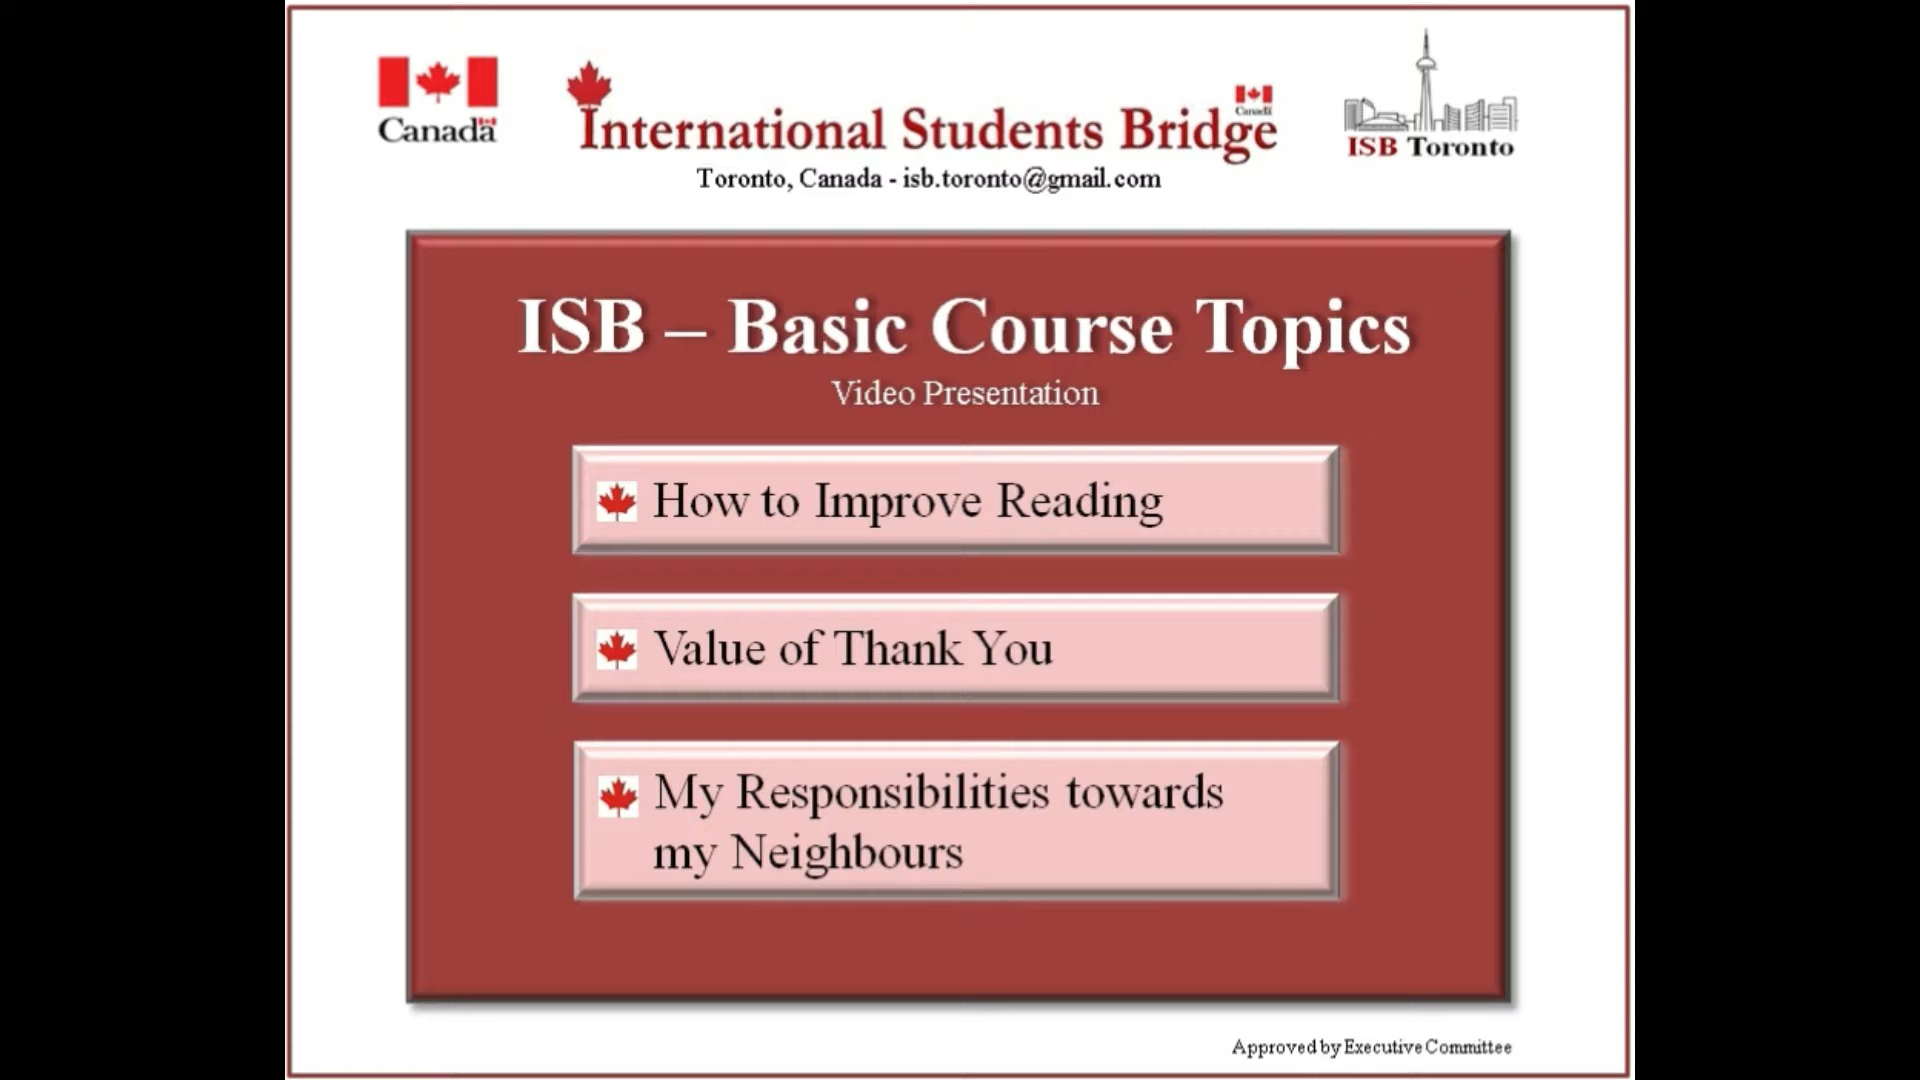 Canada
International Students Bridge
Canada
ISB Toronto
Toronto, Canada - isb.toronto@gmail.com
ISB – Basic Course Topics
Video Presentation
How to Improve Reading
Value of Thank You
My Responsibilities towards
my Neighbours
Approved by Executive Committee